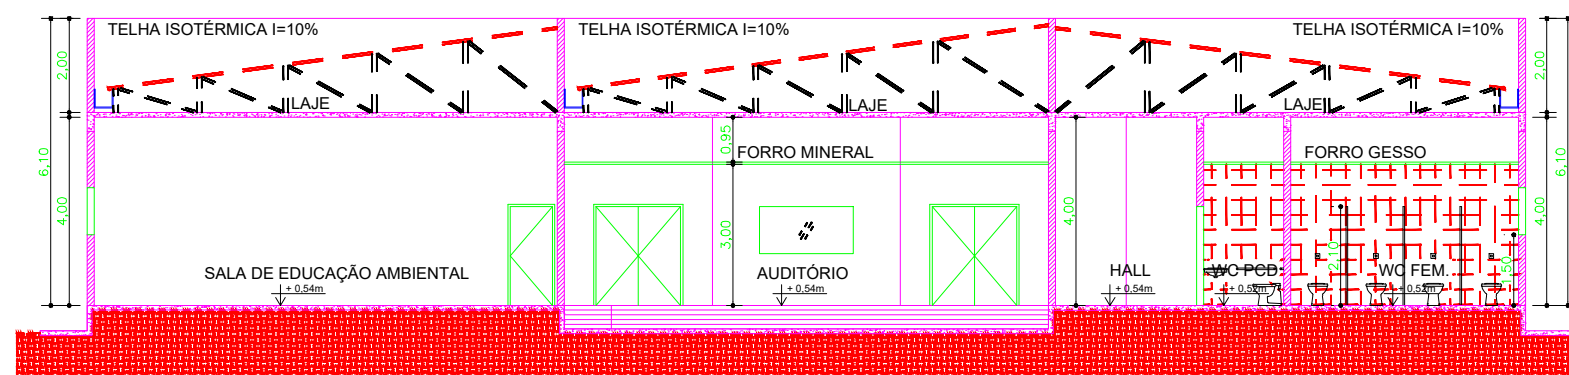 TELHA ISOTÉRMICA I=10%
TELHA ISOTÉRMICA I=10%
TELHA ISOTÉRMICA I=10%
2,00
2,00
LAJE
LAJE
LAJE
0,95
FORRO MINERAL
FORRO GESSO
6,10
6,10
4,00
4,00
4,00
3,00
2,10
1,50
SALA DE EDUCAÇÃO AMBIENTAL
AUDITÓRIO
HALL
WC PCD
WC FEM.
+ 0,54m
+ 0,54m
+ 0,54m
+ 0,52m
+ 0,52m